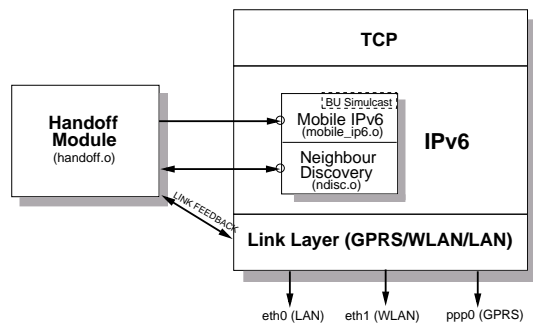 TCP
BU Simulcast
Mobile IPv6
(mobile_ip6.o)
IPv6
Neighbour
Discovery
(ndisc.o)
Handoff
Module
(handoff.o)
LINK FEEDBACK
Link Layer (GPRS/WLAN/LAN)
eth0 (LAN)
eth1 (WLAN)
ppp0 (GPRS)